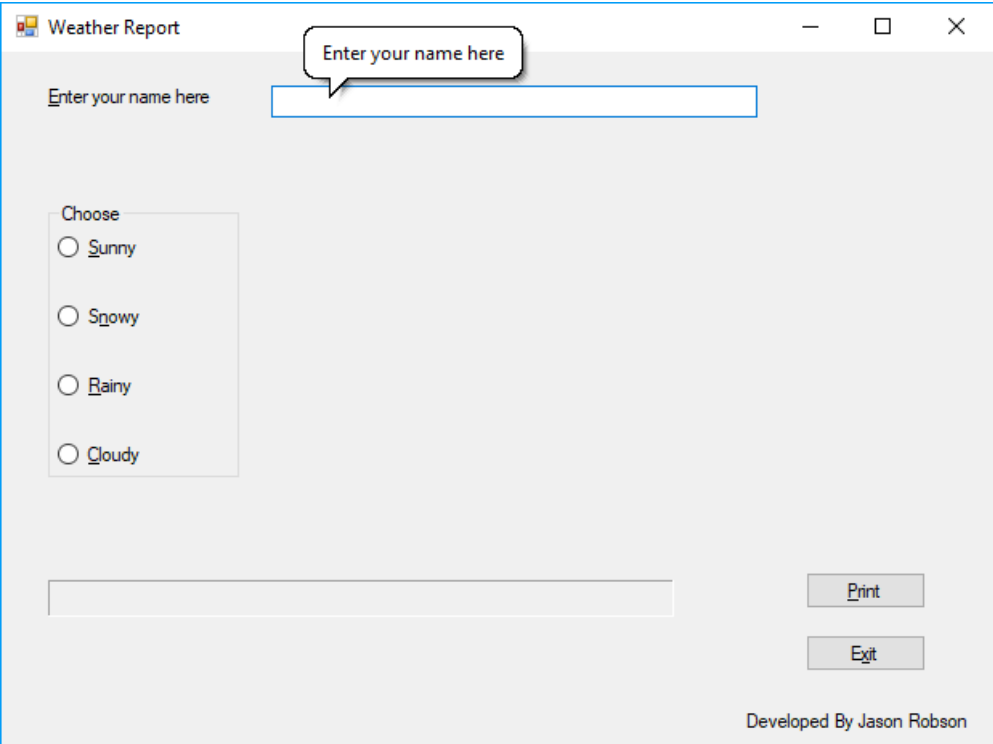 Weather Report
Enter your name here
Enter your name here
Choose
Sunny
Snowy
Rainy
Cloudy
Print
Exit
Developed By Jason Robson